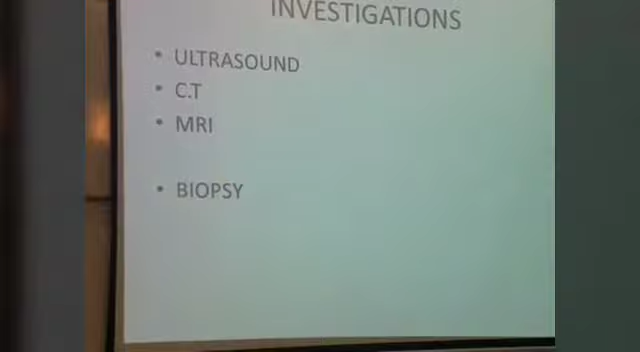 INVESTIGATIONS
• ULTRASOUND
• C.T
• MRI
• BIOPSY